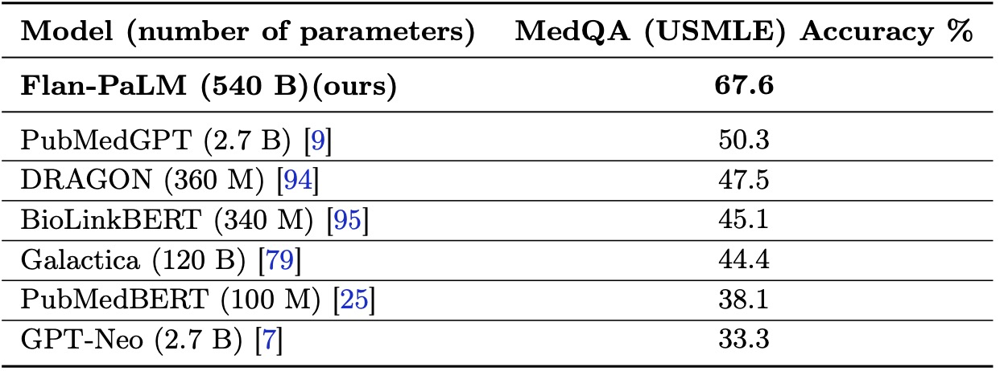 Model (number of parameters) MedQA (USMLE) Accuracy %
Flan-PaLM (540 B)(ours) 67.6
PubMedGPT (2.7 B) [9] 50.3
DRAGON (360 M) [94] 47.5
BioLinkBERT (340 M) [95] 45.1
Galactica (120 B) [79] 44.4
PubMedBERT (100 M) [25] 38.1
GPT-Neo (2.7 B) [7] 33.3